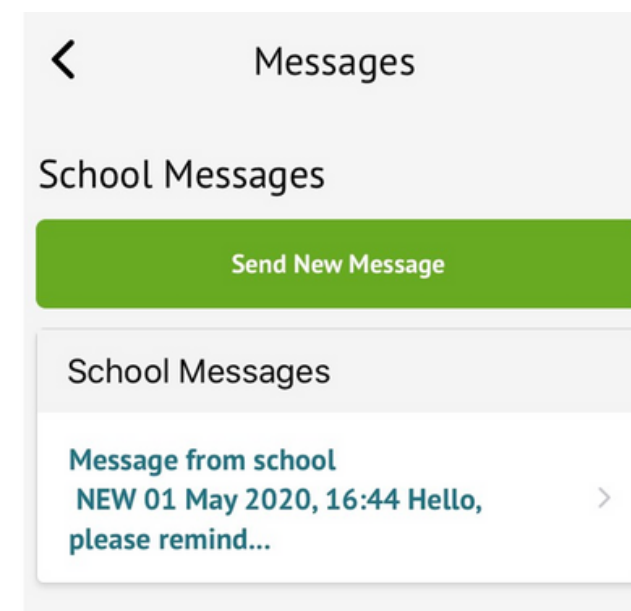 Messages
School Messages
Send New Message
School Messages
Message from school
NEW 01 May 2020, 16:44 Hello,
please remind...